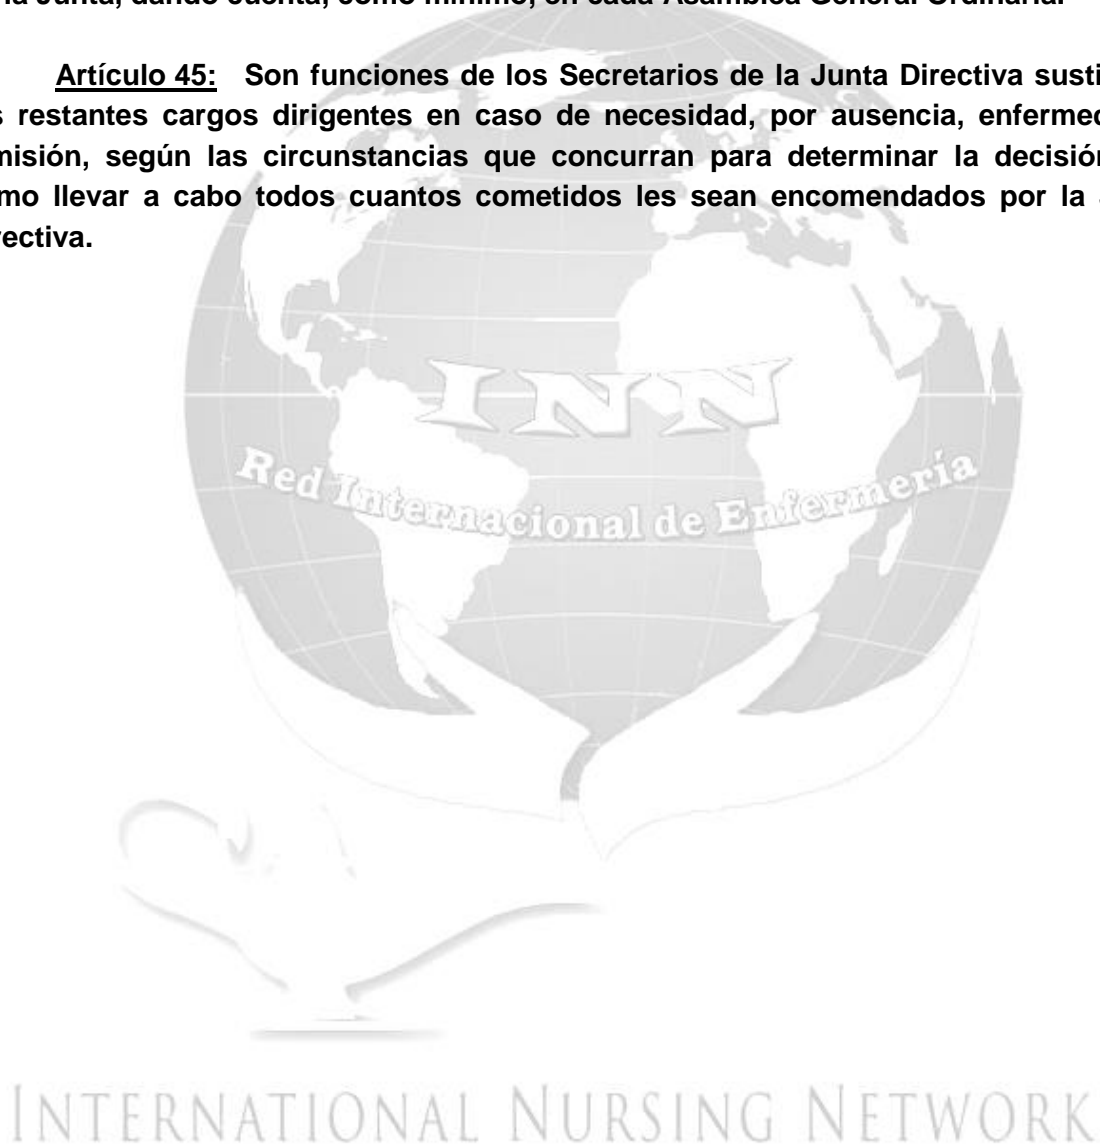 la Junta, dando cuenta, como mínimo, en cada Asamblea General Ordinaria.
Artículo 45: Son funciones de los Secretarios de la Junta Directiva susti
s restantes cargos dirigentes en caso de necesidad, por ausencia, enfermed
misión, según las circunstancias que concurran para determinar la decisión
mo llevar a cabo todos cuantos cometidos les sean encomendados por la
ectiva.
INN
Red Internacional de Enfermería
INTERNATIONAL NURSING NETWORK